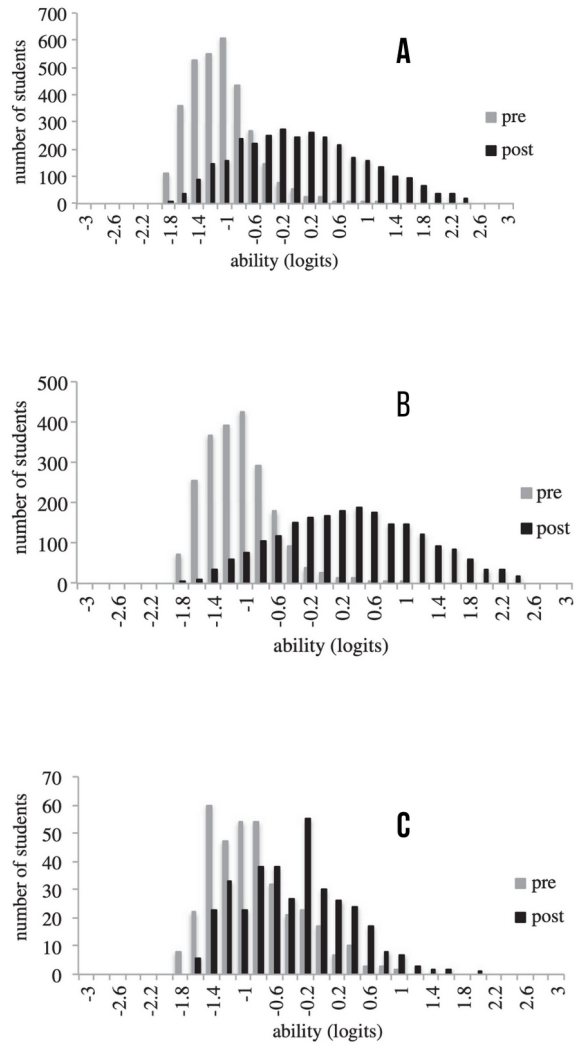 A
number of students
700
600
500
400
300
200
100
0
pre
post
-3 -2.6 -2.2 -1.8 -1.4 -1 -0.6 -0.2 0.2 0.6 1 1.4 1.8 2.2 2.6 3
ability (logits)
B
number of students
500
400
300
200
100
0
pre
post
-3 -2.6 -2.2 -1.8 -1.4 -1 -0.6 -0.2 0.2 0.6 1 1.4 1.8 2.2 2.6 3
ability (logits)
C
number of students
70
60
50
40
30
20
10
0
pre
post
-3 -2.6 -2.2 -1.8 -1.4 -1 -0.6 -0.2 0.2 0.6 1 1.4 1.8 2.2 2.6 3
ability (logits)